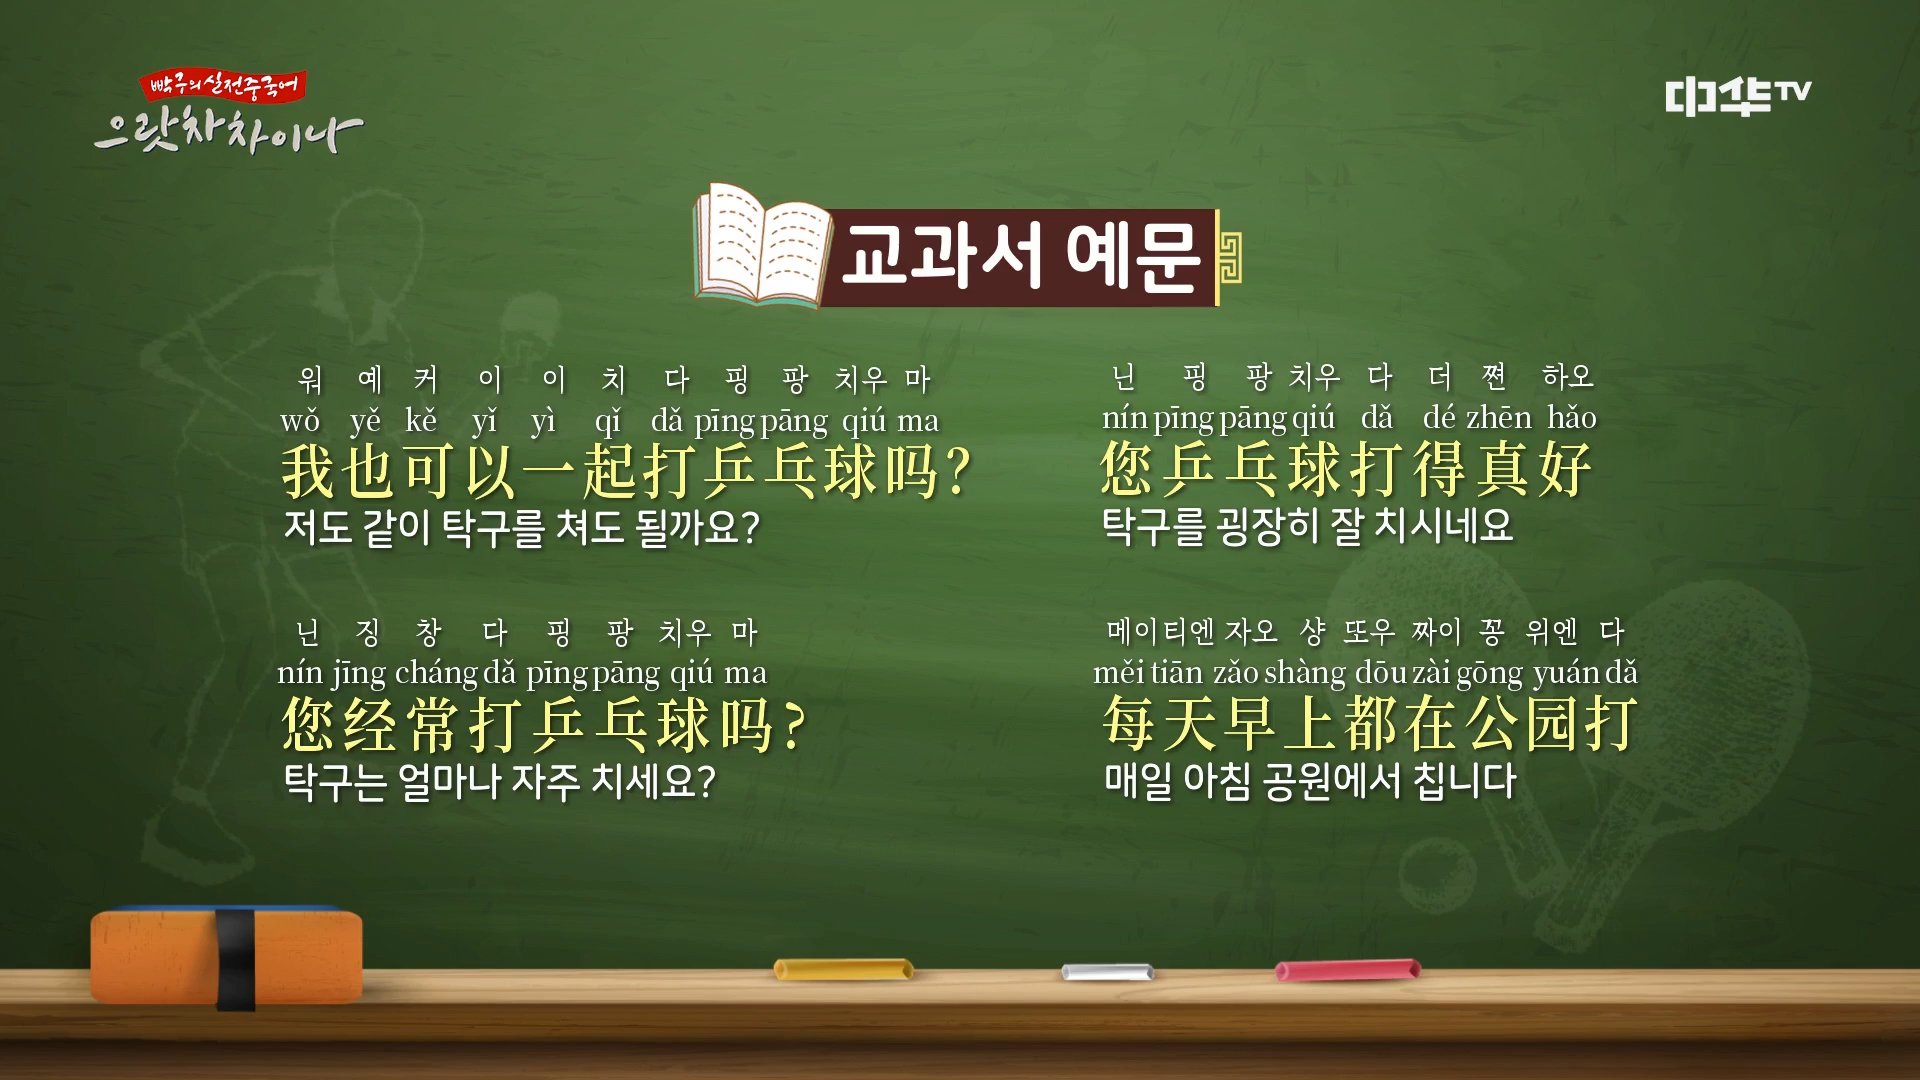 빡구의 실전중국어
으랏차차이나
中华TV
교과서 예문
워 예 커 이 이 치 다 핑 팡 치우 마
wǒ yě kě yǐ yì qǐ dǎ pīng pāng qiú ma
我也可以一起打乒乓球吗?
저도 같이 탁구를 쳐도 될까요?
닌 핑 팡 치우 다 더 쪈 하오
nín pīng pāng qiú dǎ dé zhēn hǎo
您乒乓球打得真好
탁구를 굉장히 잘 치시네요
닌 징 창 다 핑 팡 치우 마
nín jīng cháng dǎ pīng pāng qiú ma
您经常打乒乓球吗?
탁구는 얼마나 자주 치세요?
메이 티엔 자오 샹 또우 짜이 꽁 위엔 다
měi tiān zǎo shàng dōu zài gōng yuán dǎ
每天早上都在公园打
매일 아침 공원에서 칩니다